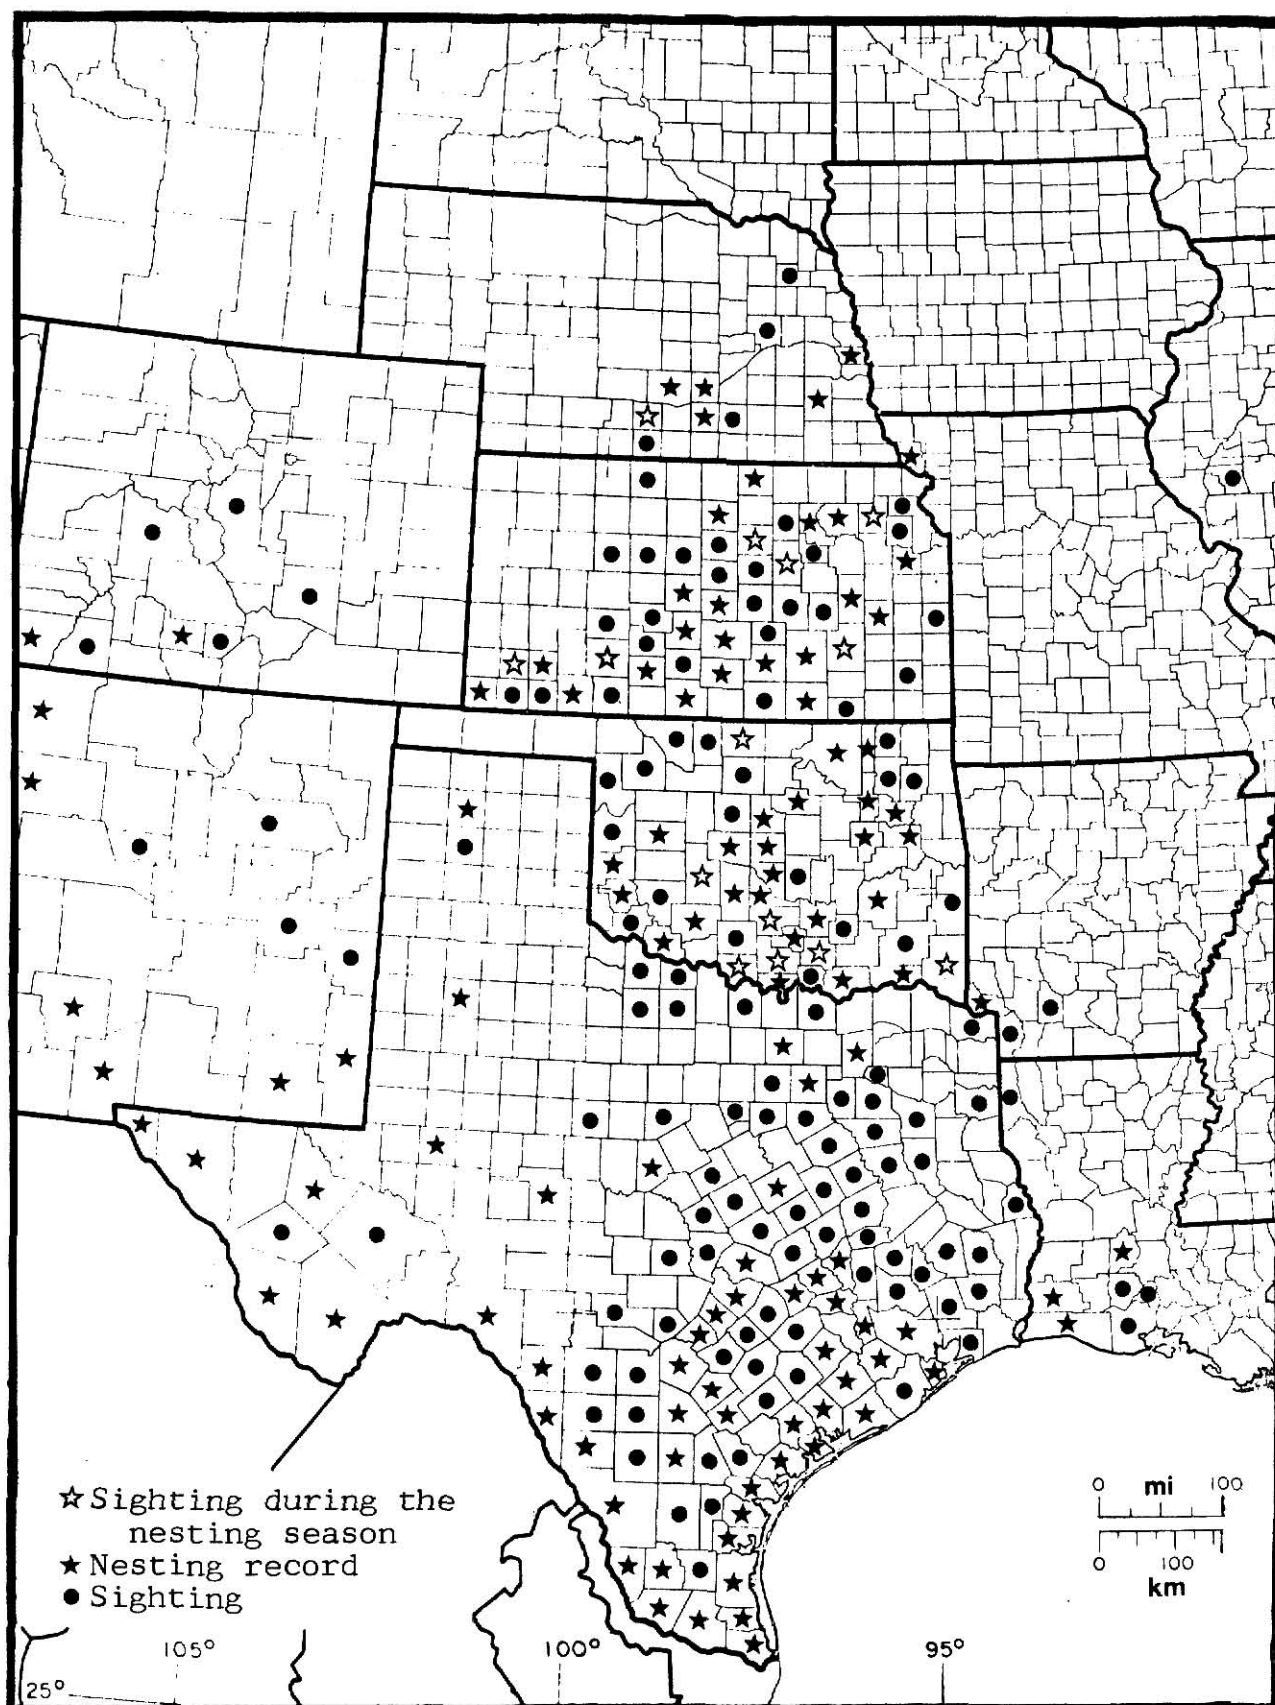 ☆ Sighting during the
nesting season
★ Nesting record
● Sighting
0 mi 100
0 100
km
105° 100° 95°
25°